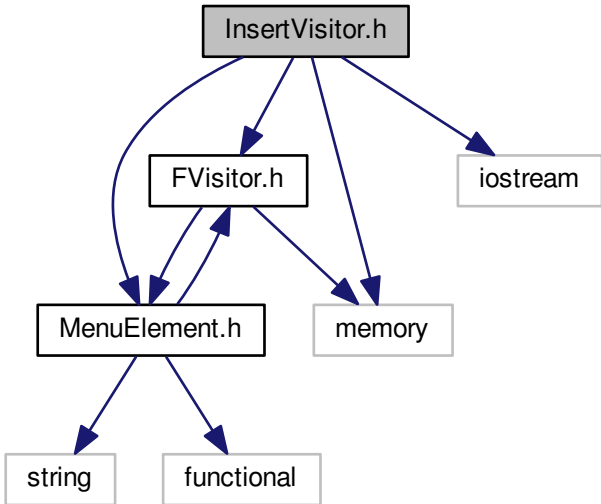 InsertVisitor.h
FVisitor.h
iostream
MenuElement.h
memory
string
functional